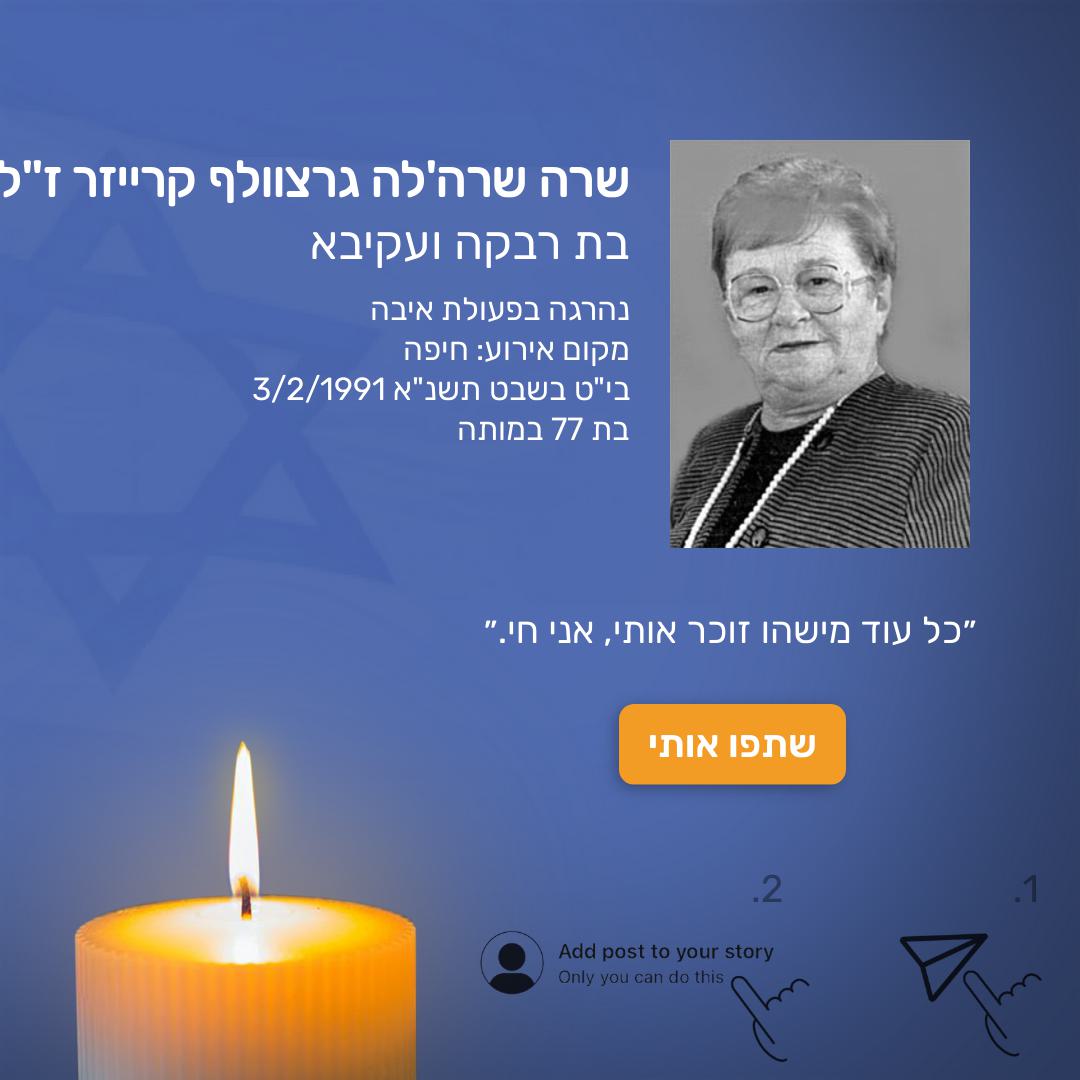 שרה שרה'לה גרצוולף קרייזר ז"ל
בת רבקה ועקיבא
נהרגה בפעולת איבה
מקום אירוע: חיפה
בי"ט בשבט תשנ"א 3/2/1991
בת 77 במותה
״כל עוד מישהו זוכר אותי, אני חי.״
שתפו אותי
.1
.2
Add post to your story
Only you can do this